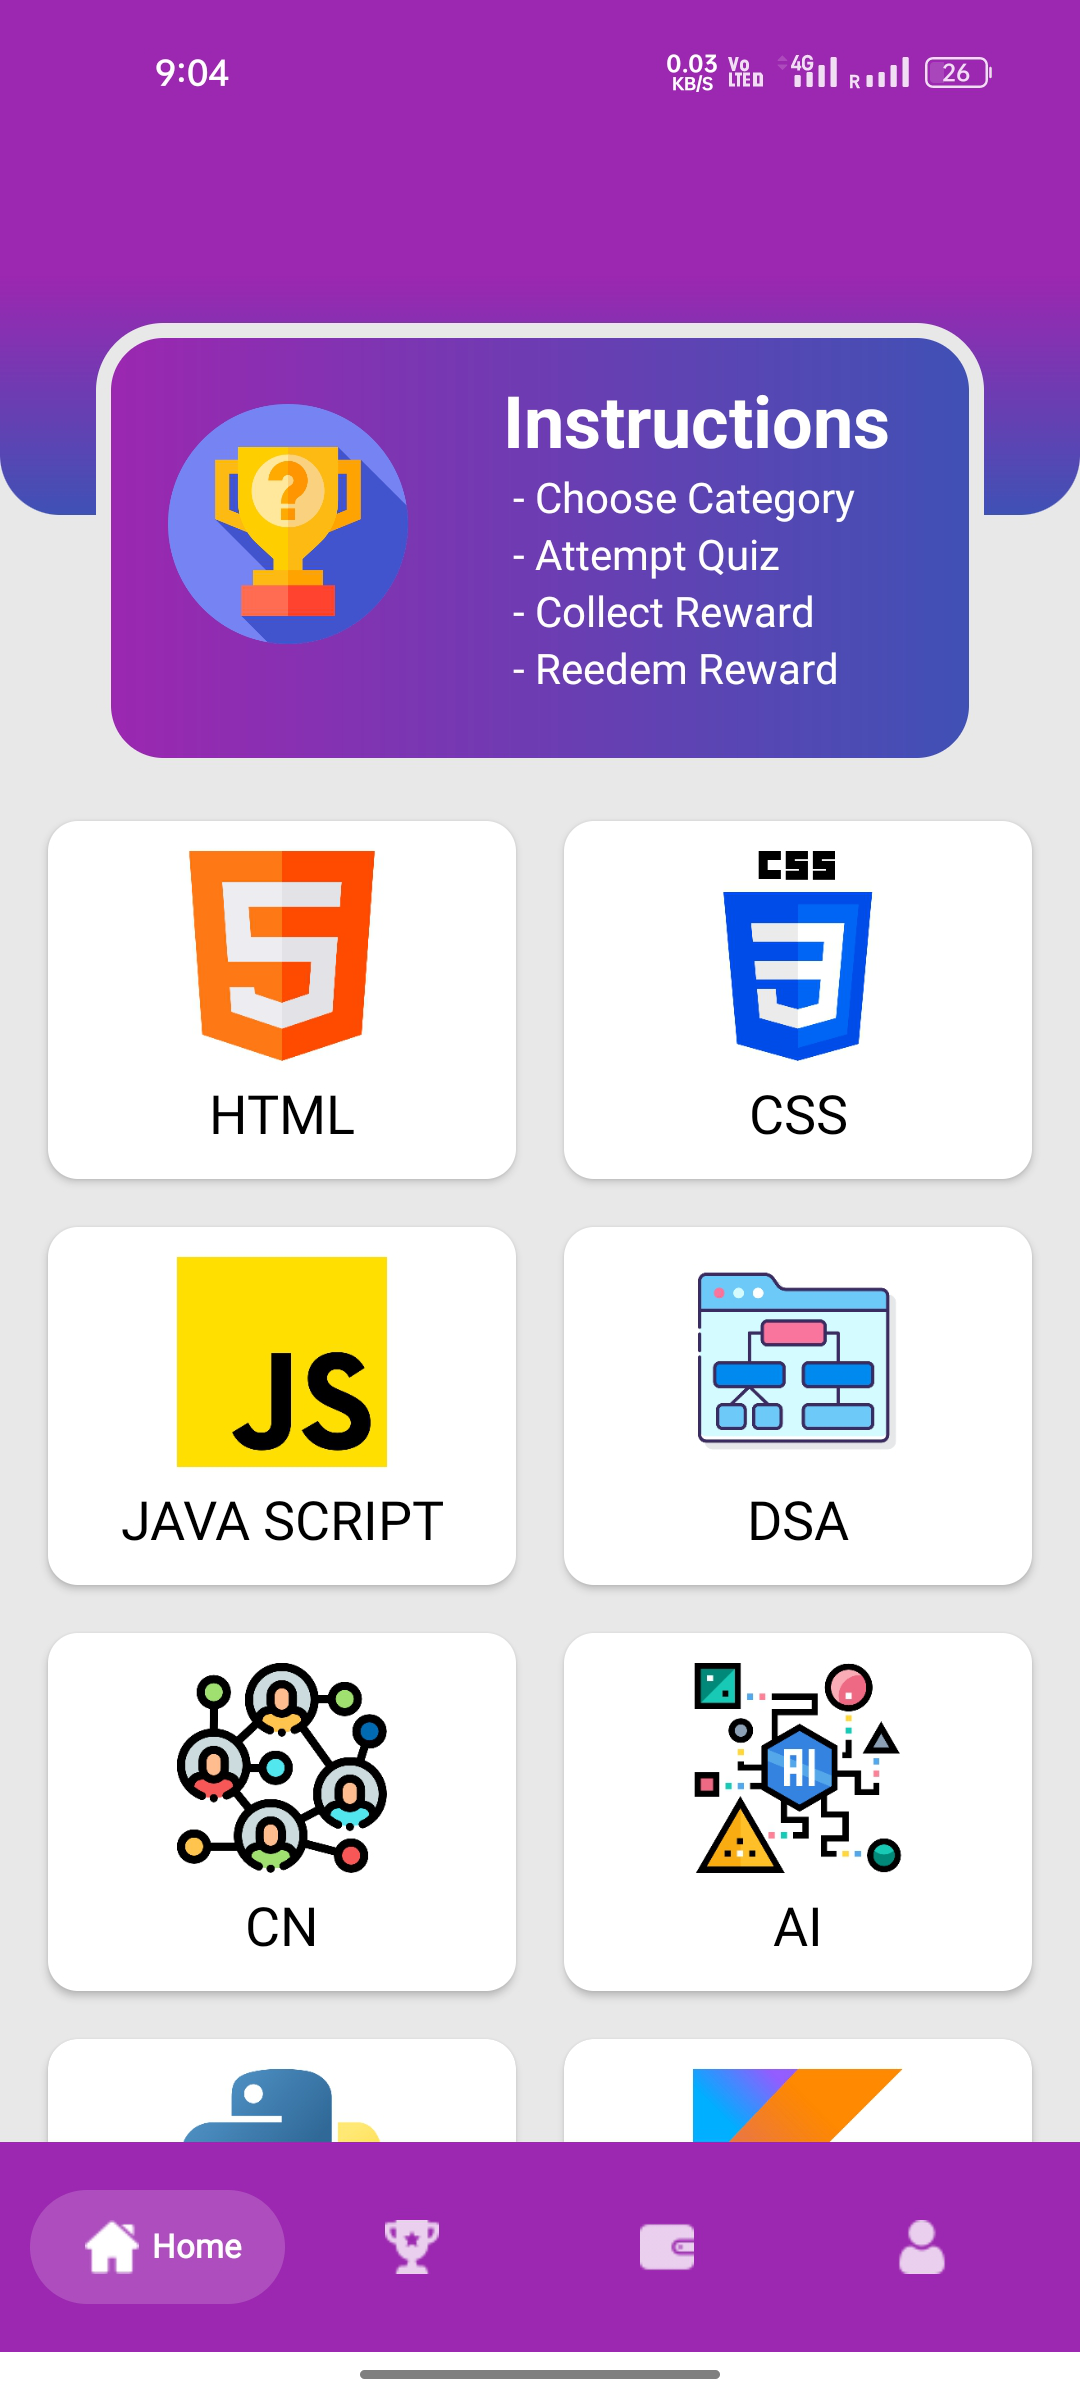 9:04
0.03 KB/S Vo LTED 4G R 26
Instructions
- Choose Category
- Attempt Quiz
- Collect Reward
- Reedem Reward
CSS
HTML
CSS
JS
JAVA SCRIPT
DSA
AI
CN
AI
Home